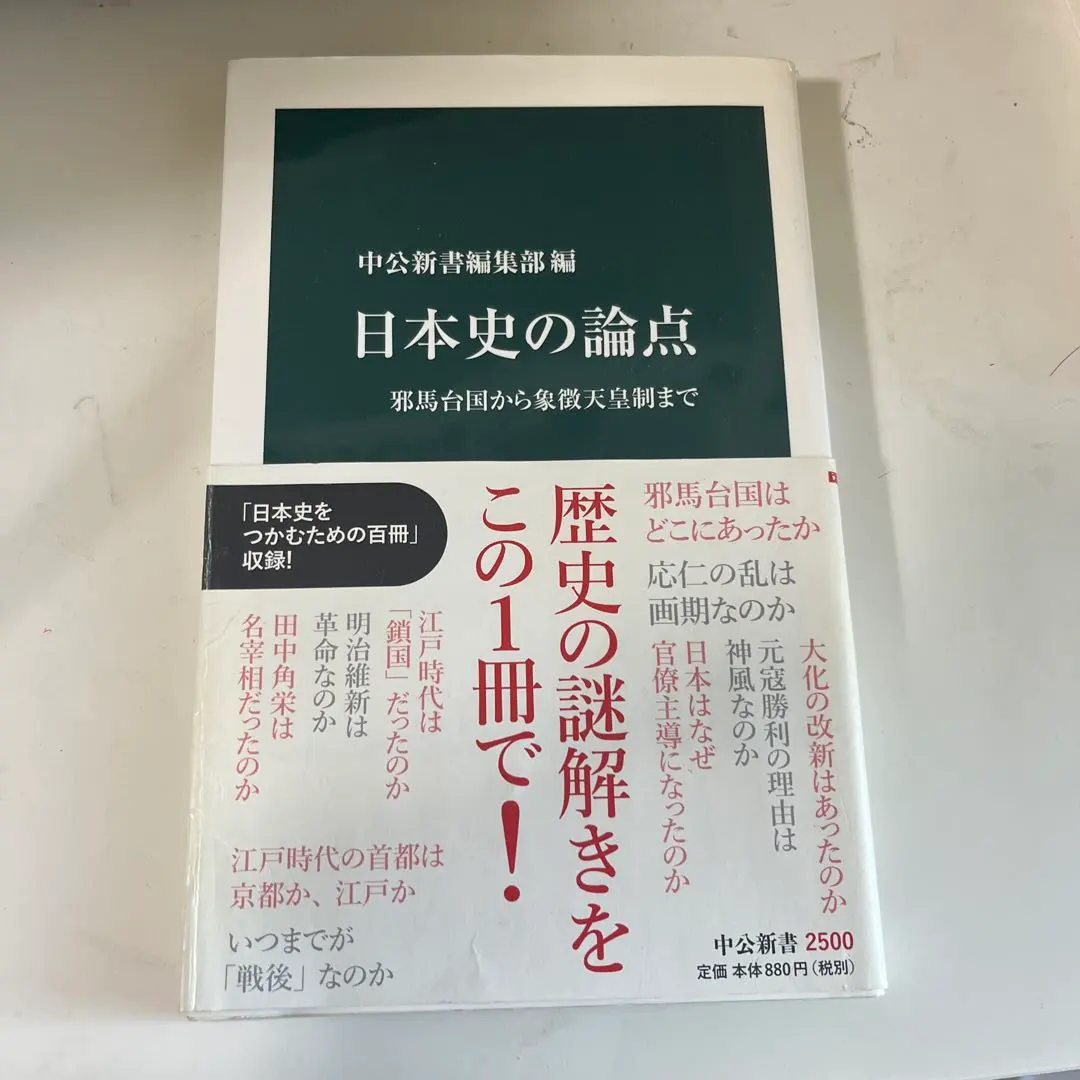 中公新書編集部 編
日本史の論点
邪馬台国から象徴天皇制まで
「日本史を
つかむための百冊」
収録!
歴史の謎解きを
この1冊で!
邪馬台国は
どこにあったか
応仁の乱は
画期なのか
大化の改新はあったのか
元寇勝利の理由は
神風なのか
日本はなぜ
官僚主導になったのか
江戸時代は
「鎖国」だったのか
明治維新は
革命なのか
田中角栄は
名宰相だったのか
江戸時代の首都は
京都か、江戸か
いつまでが
「戦後」なのか
中公新書 2500
定価 本体880円(税別)